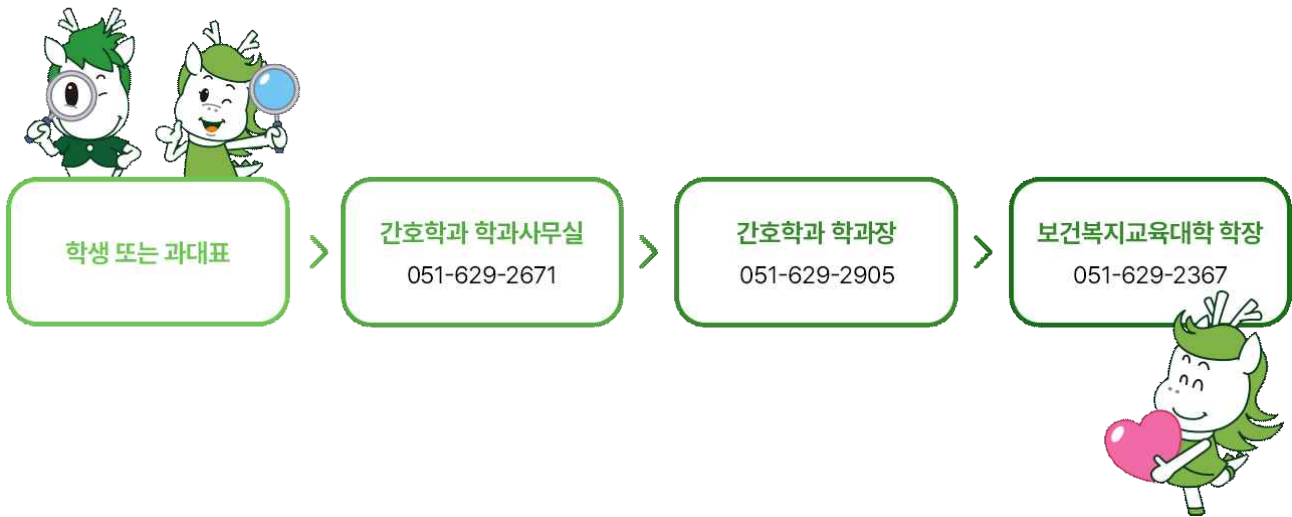 학생 또는 과대표
간호학과 학과사무실
051-629-2671
간호학과 학과장
051-629-2905
보건복지교육대학 학장
051-629-2367